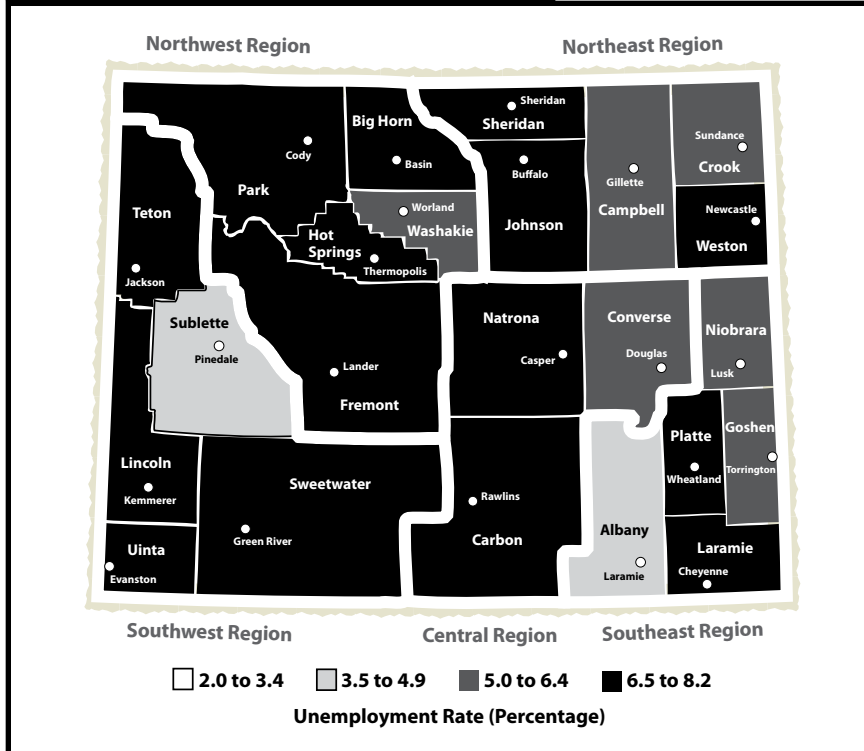 Northwest Region
Northeast Region
Sheridan
Sheridan
Big Horn
Basin
Cody
Park
Buffalo
Johnson
Gillette
Campbell
Sundance
Crook
Newcastle
Weston
Teton
Jackson
Worland
Washakie
Hot
Springs
Thermopolis
Sublette
Pinedale
Lander
Fremont
Natrona
Casper
Converse
Douglas
Niobrara
Lusk
Platte
Wheatland
Goshen
Torrington
Lincoln
Kemmerer
Sweetwater
Green River
Rawlins
Carbon
Albany
Laramie
Laramie
Cheyenne
Uinta
Evanston
Southwest Region
Central Region
Southeast Region
2.0 to 3.4
3.5 to 4.9
5.0 to 6.4
6.5 to 8.2
Unemployment Rate (Percentage)